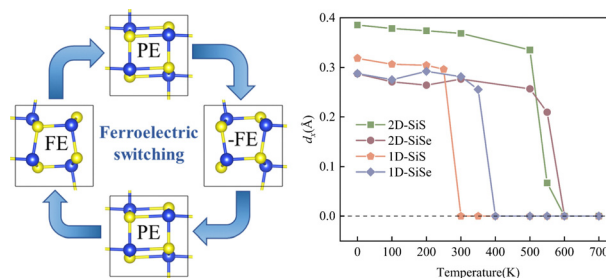 PE
FE
Ferroelectric
switching
-FE
PE
dₓ(Å)
0.4
0.3
0.2
0.1
0.0
2D-SiS
2D-SiSe
1D-SiS
1D-SiSe
0 100 200 300 400 500 600 700
Temperature(K)